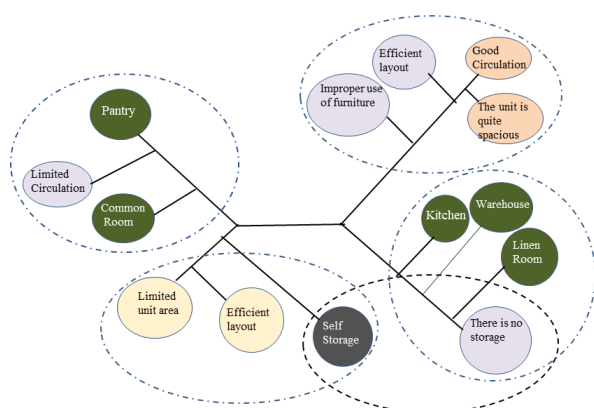 Good
Circulation
Efficient
layout
Improper use
of furniture
The unit is
quite
spacious
Pantry
Limited
Circulation
Common
Room
Kitchen
Warehouse
Linen
Room
Limited
unit area
Efficient
layout
Self
Storage
There is no
storage